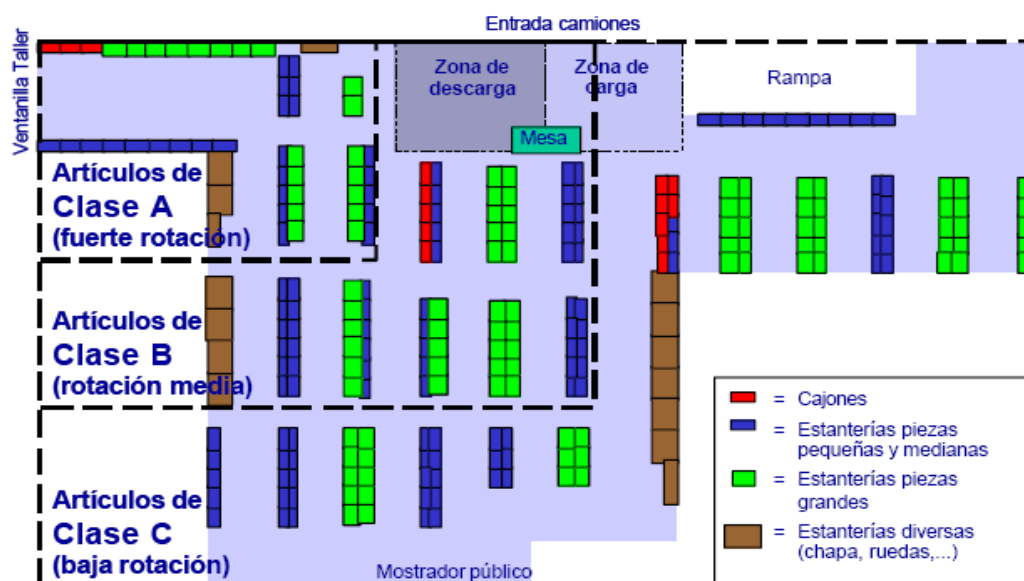 Entrada camiones
Ventanilla Taller
Zona de
descarga
Zona de
carga
Rampa
Mesa
Artículos de
Clase A
(fuerte rotación)
Artículos de
Clase B
(rotación media)
Artículos de
Clase C
(baja rotación)
Mostrador público
= Cajones
= Estanterías piezas
pequeñas y medianas
= Estanterías piezas
grandes
= Estanterías diversas
(chapa, ruedas,...)